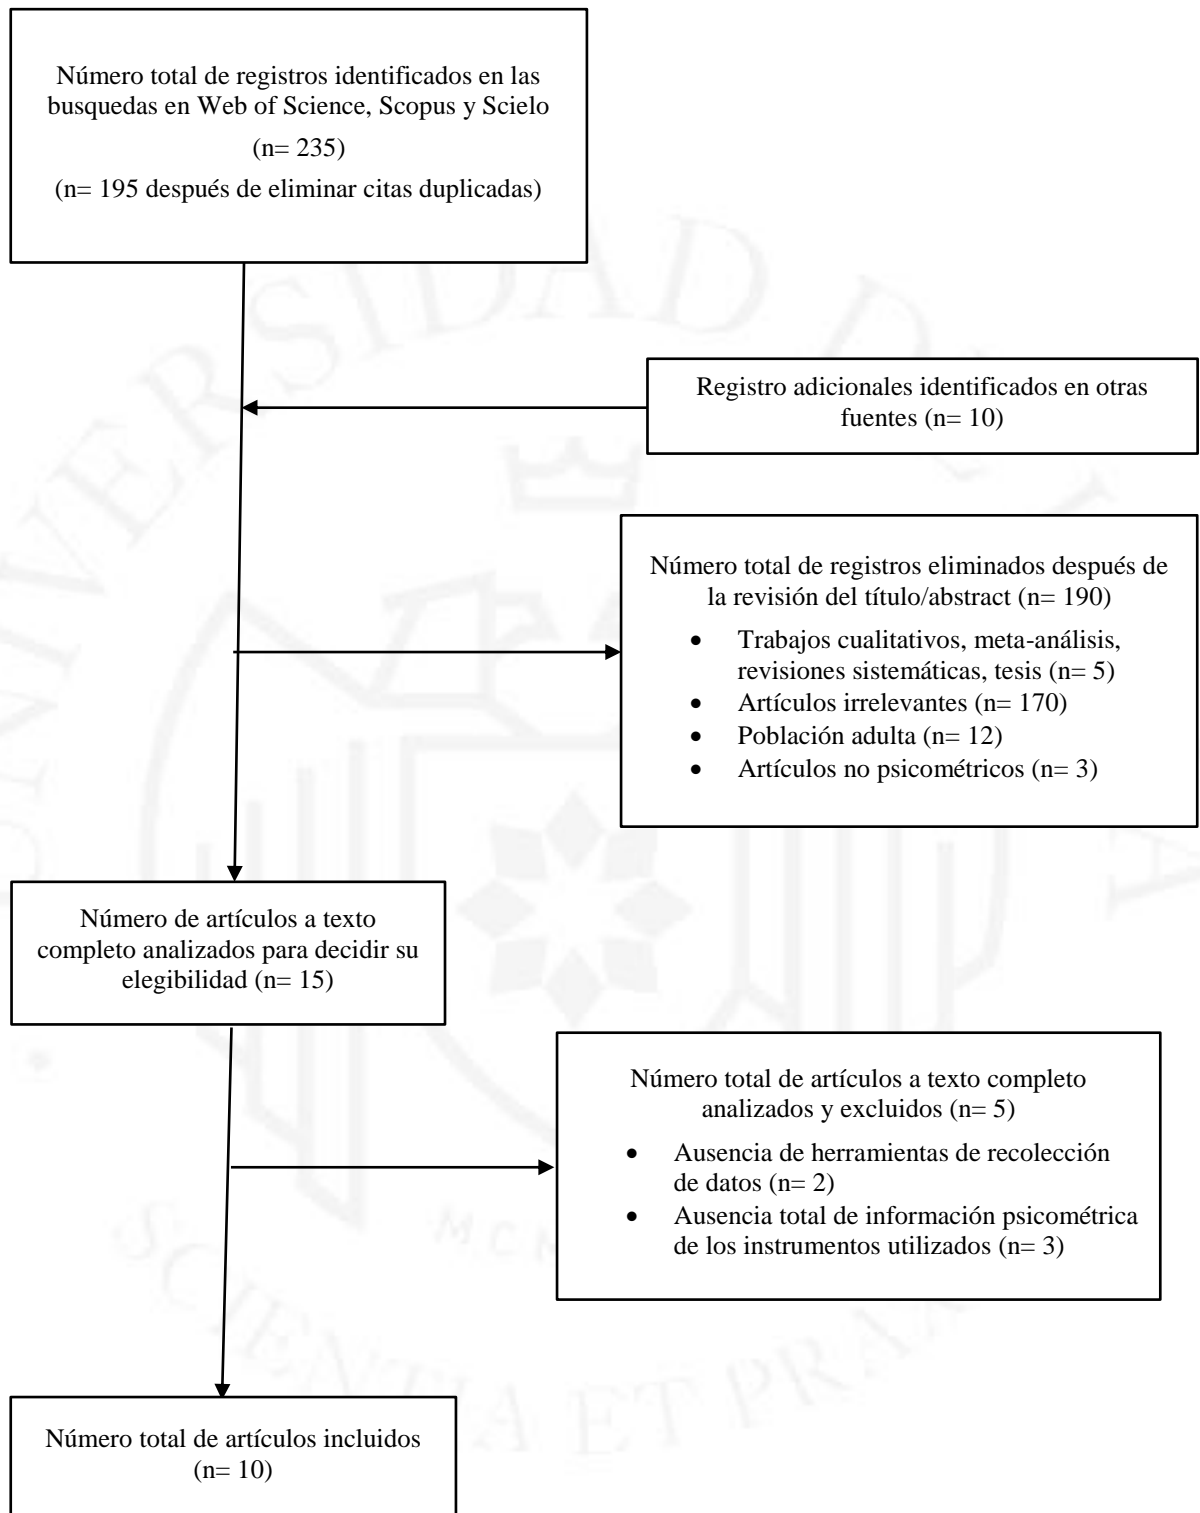 Número total de registros identificados en las
busquedas en Web of Science, Scopus y Scielo
(n= 235)
(n= 195 después de eliminar citas duplicadas)
Registro adicionales identificados en otras
fuentes (n= 10)
Número total de registros eliminados después de
la revisión del título/abstract (n= 190)
• Trabajos cualitativos, meta-análisis,
revisiones sistemáticas, tesis (n= 5)
• Artículos irrelevantes (n= 170)
• Población adulta (n= 12)
• Artículos no psicométricos (n= 3)
Número de artículos a texto
completo analizados para decidir su
elegibilidad (n= 15)
Número total de artículos a texto completo
analizados y excluidos (n= 5)
• Ausencia de herramientas de recolección
de datos (n= 2)
• Ausencia total de información psicométrica
de los instrumentos utilizados (n= 3)
Número total de artículos incluidos
(n= 10)
SCIENTIA ET